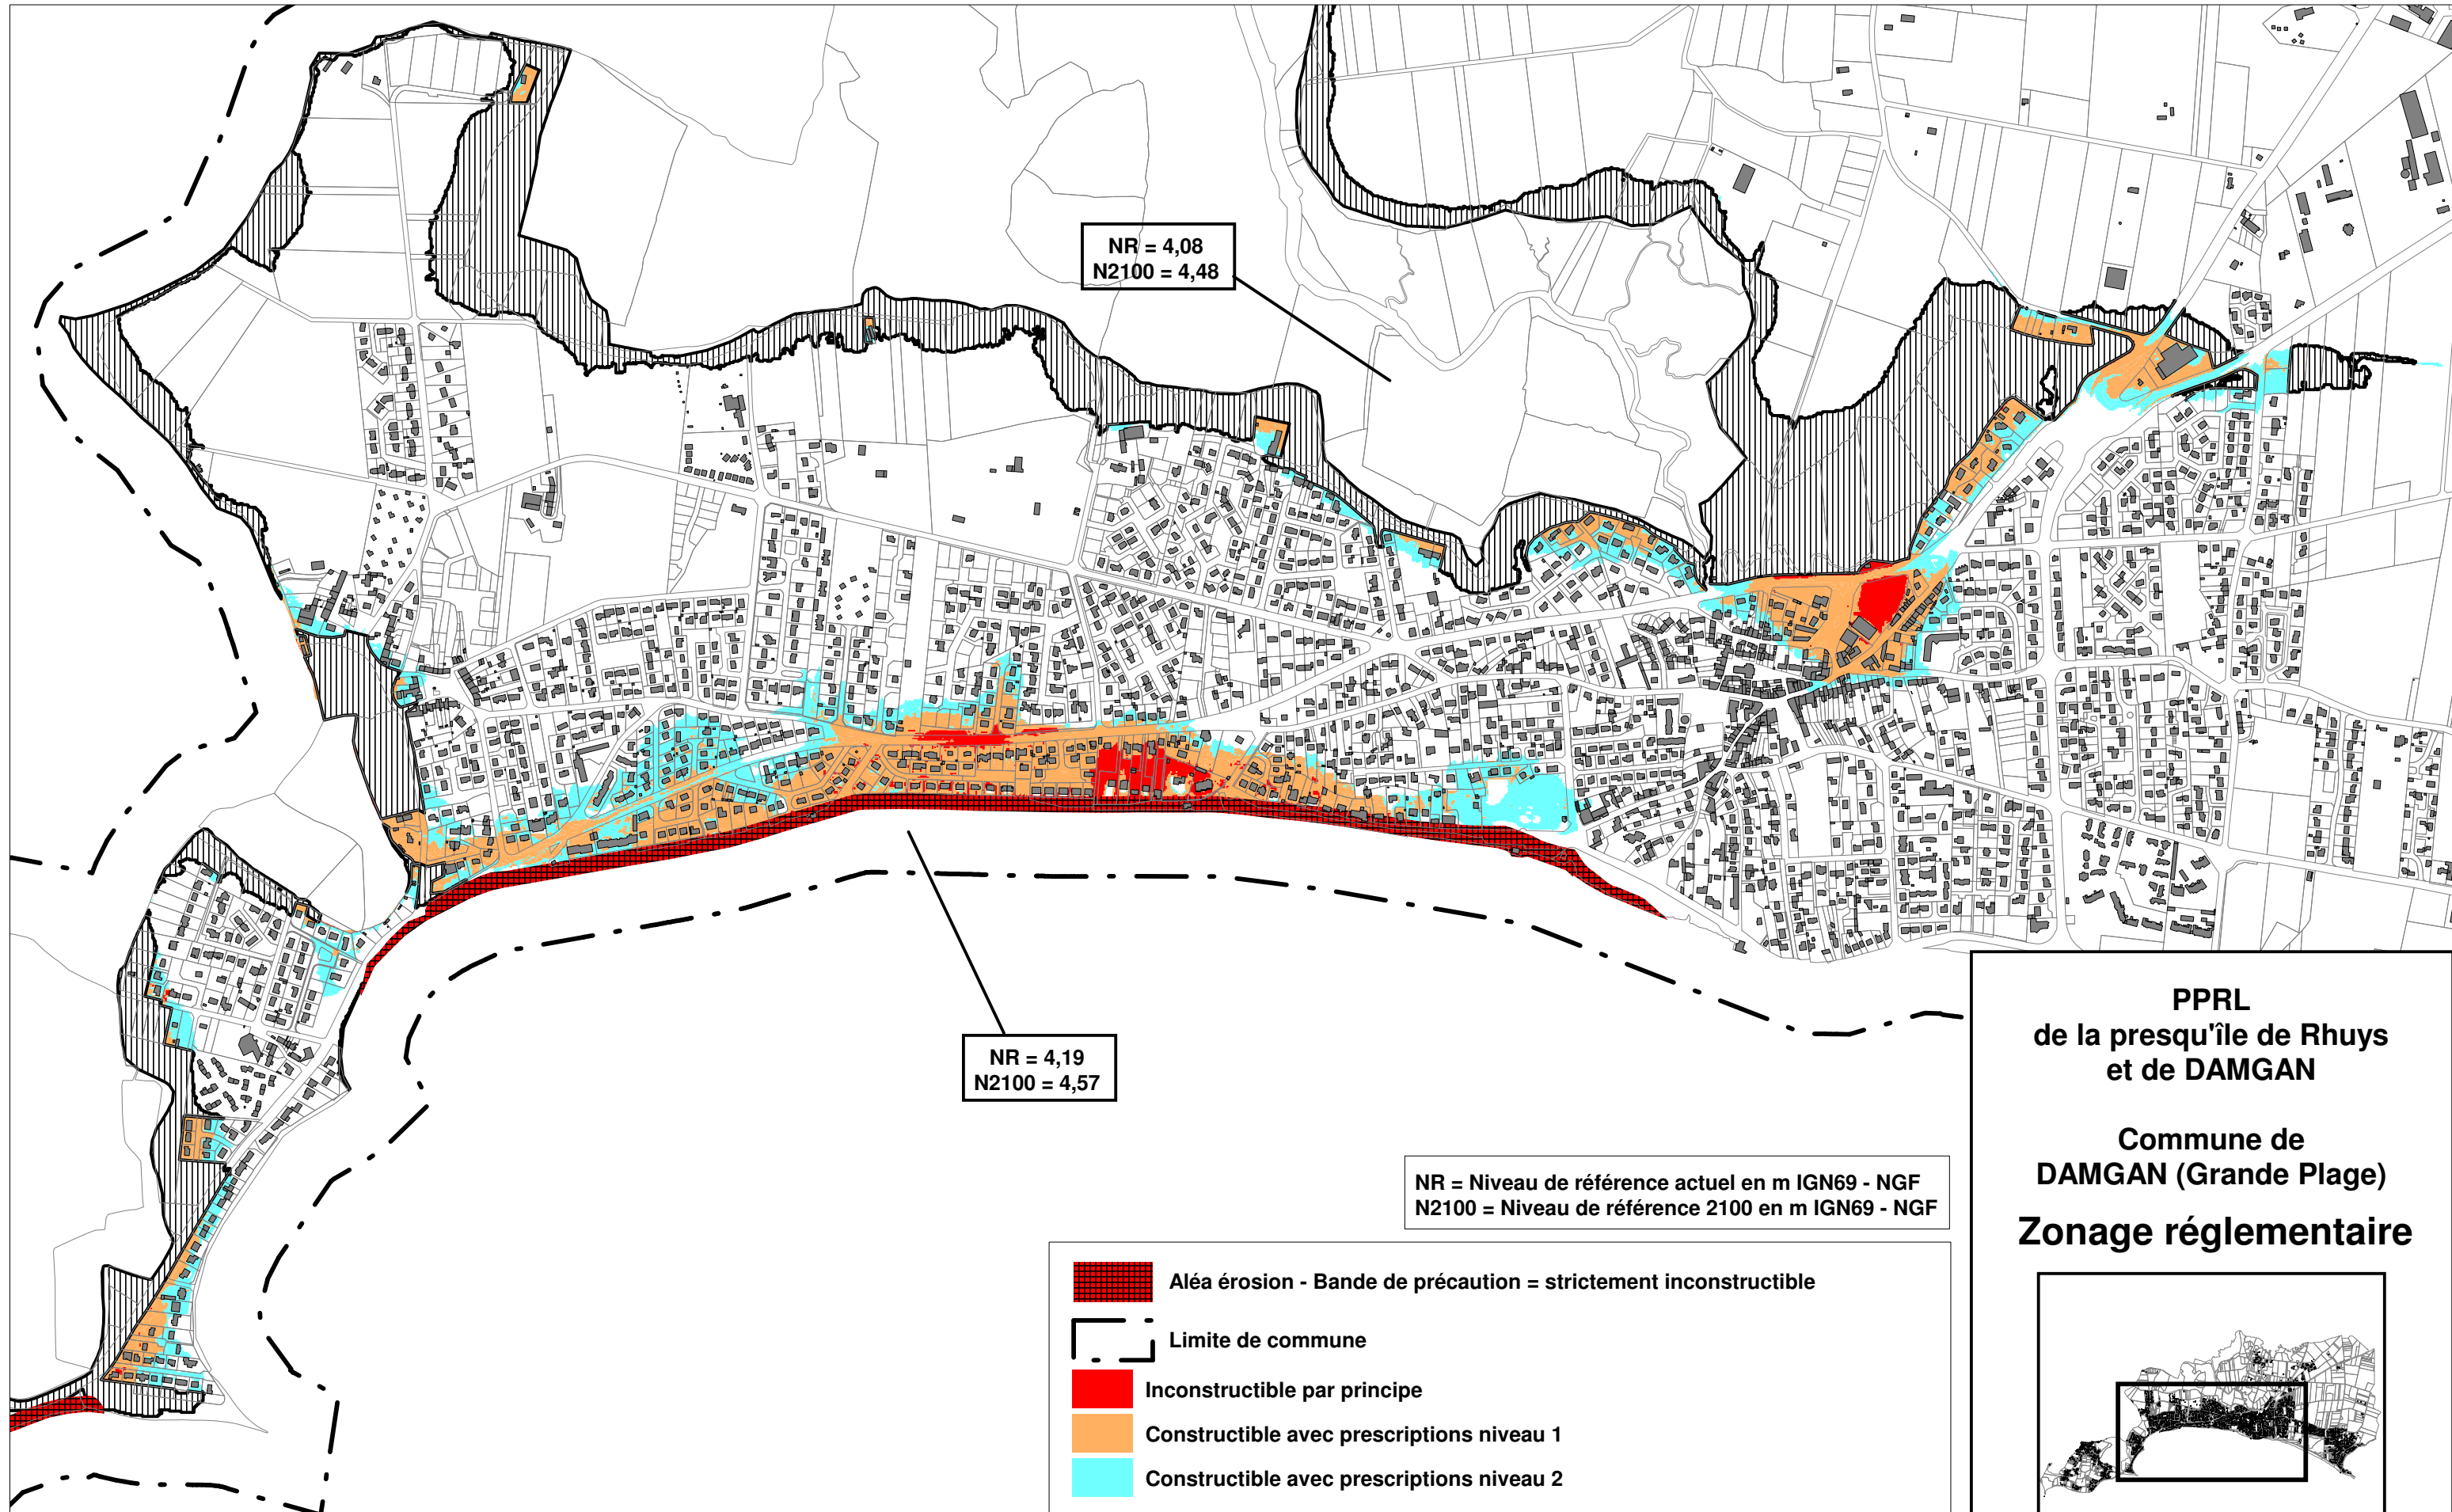 NR = 4,08
N2100 = 4,48
NR = 4,19
N2100 = 4,57
NR = Niveau de référence actuel en m IGN69 - NGF
N2100 = Niveau de référence 2100 en m IGN69 - NGF
Aléa érosion - Bande de précaution = strictement inconstructible
Limite de commune
Inconstructible par principe
Constructible avec prescriptions niveau 1
Constructible avec prescriptions niveau 2
PPRL
de la presqu'île de Rhuys
et de DAMGAN
Commune de
DAMGAN (Grande Plage)
Zonage réglementaire